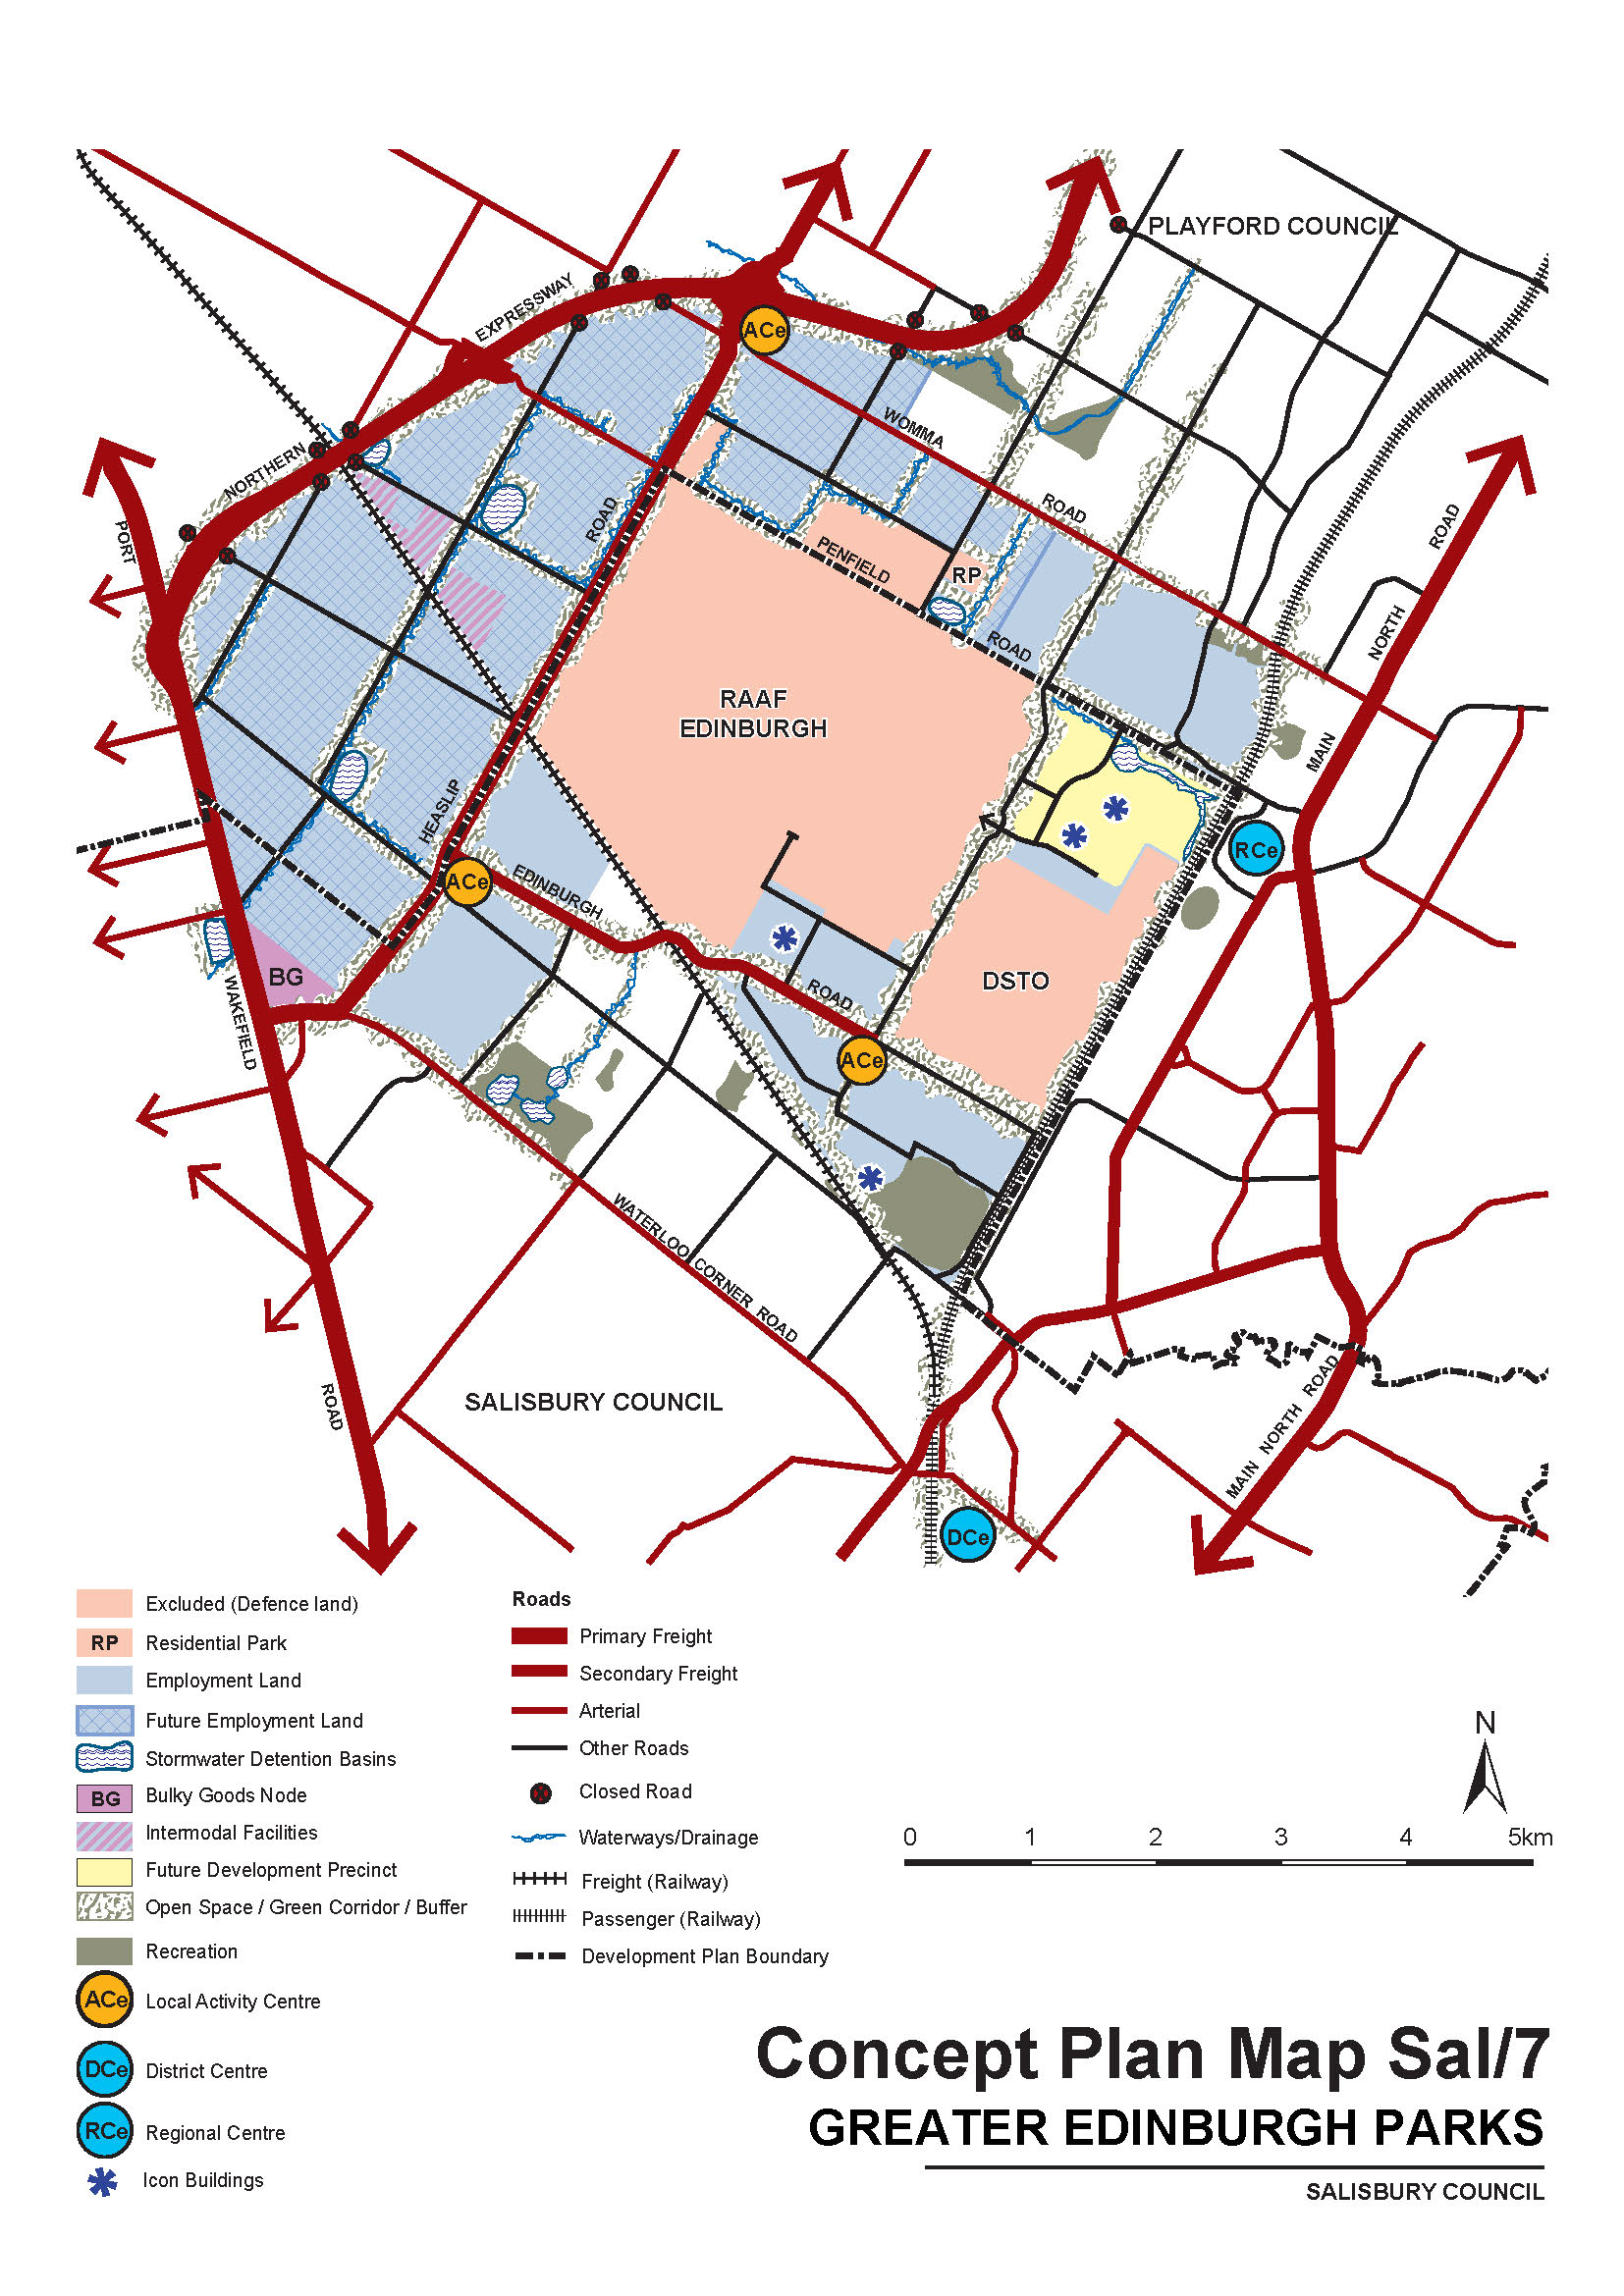 PLAYFORD COUNCIL
EXPRESSWAY
ACe
WOMMA
NORTHERN
ROAD
ROAD
ROAD
PORT
PENFIELD
RP
NORTH
ROAD
RAAF
EDINBURGH
MAIN
HEASLIP
RCe
ACe
EDINBURGH
BG
DSTO
ROAD
WAKEFIELD
ACe
WATERLOO CORNER ROAD
SALISBURY COUNCIL
ROAD
MAIN NORTH ROAD
DCe
Excluded (Defence land)
RP Residential Park
Employment Land
Future Employment Land
Stormwater Detention Basins
BG Bulky Goods Node
Intermodal Facilities
Future Development Precinct
Open Space / Green Corridor / Buffer
Recreation
ACe Local Activity Centre
DCe District Centre
RCe Regional Centre
Icon Buildings
Roads
Primary Freight
Secondary Freight
Arterial
Other Roads
Closed Road
Waterways/Drainage
Freight (Railway)
Passenger (Railway)
Development Plan Boundary
N
0 1 2 3 4 5km
Concept Plan Map Sal/7
GREATER EDINBURGH PARKS
SALISBURY COUNCIL